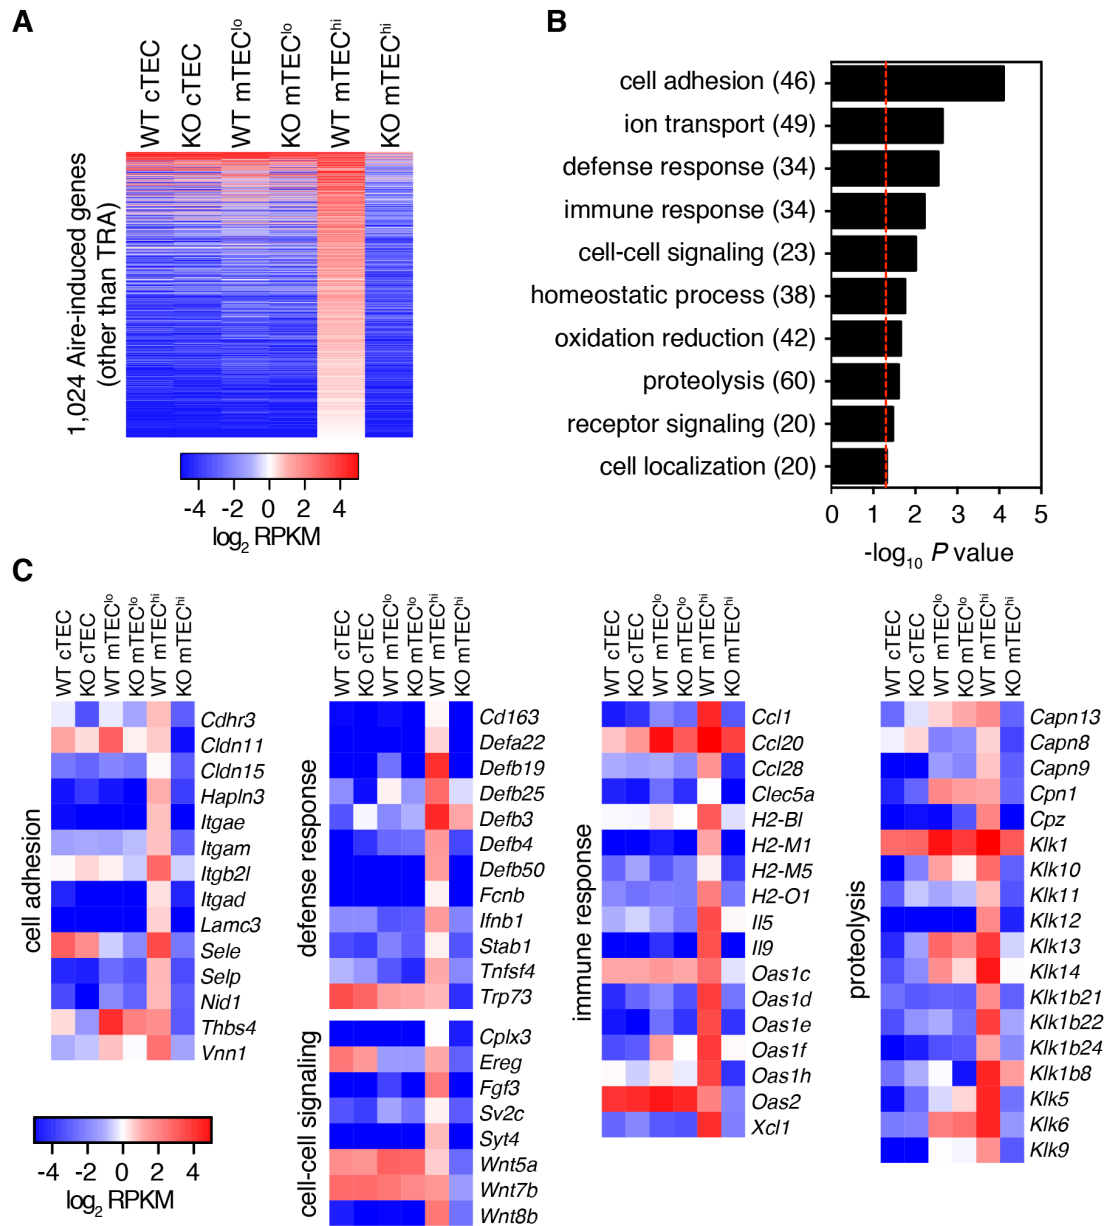 A
WT cTEC
KO cTEC
WT mTEClo
KO mTEClo
WT mTEChi
KO mTEChi
1,024 Aire-induced genes
(other than TRA)
-4 -2 0 2 4
log2 RPKM
B
cell adhesion (46)
ion transport (49)
defense response (34)
immune response (34)
cell-cell signaling (23)
homeostatic process (38)
oxidation reduction (42)
proteolysis (60)
receptor signaling (20)
cell localization (20)
0 1 2 3 4 5
-log10 P value
C
WT cTEC
KO cTEC
WT mTEClo
KO mTEClo
WT mTEChi
KO mTEChi
cell adhesion
Cdhr3
Cldn11
Cldn15
Hapln3
Itgae
Itgam
Itgb2l
Itgad
Lamc3
Sele
Selp
Nid1
Thbs4
Vnn1
-4 -2 0 2 4
log2 RPKM
WT cTEC
KO cTEC
WT mTEClo
KO mTEClo
WT mTEChi
KO mTEChi
defense response
Cd163
Defa22
Defb19
Defb25
Defb3
Defb4
Defb50
Fcnb
Ifnb1
Stab1
Tnfsf4
Trp73
cell-cell signaling
Cplx3
Ereg
Fgf3
Sv2c
Syt4
Wnt5a
Wnt7b
Wnt8b
WT cTEC
KO cTEC
WT mTEClo
KO mTEClo
WT mTEChi
KO mTEChi
immune response
Ccl1
Ccl20
Ccl28
Clec5a
H2-Bl
H2-M1
H2-M5
H2-O1
Il5
Il9
Oas1c
Oas1d
Oas1e
Oas1f
Oas1h
Oas2
Xcl1
WT cTEC
KO cTEC
WT mTEClo
KO mTEClo
WT mTEChi
KO mTEChi
proteolysis
Capn13
Capn8
Capn9
Cpn1
Cpz
Klk1
Klk10
Klk11
Klk12
Klk13
Klk14
Klk1b21
Klk1b22
Klk1b24
Klk1b8
Klk5
Klk6
Klk9